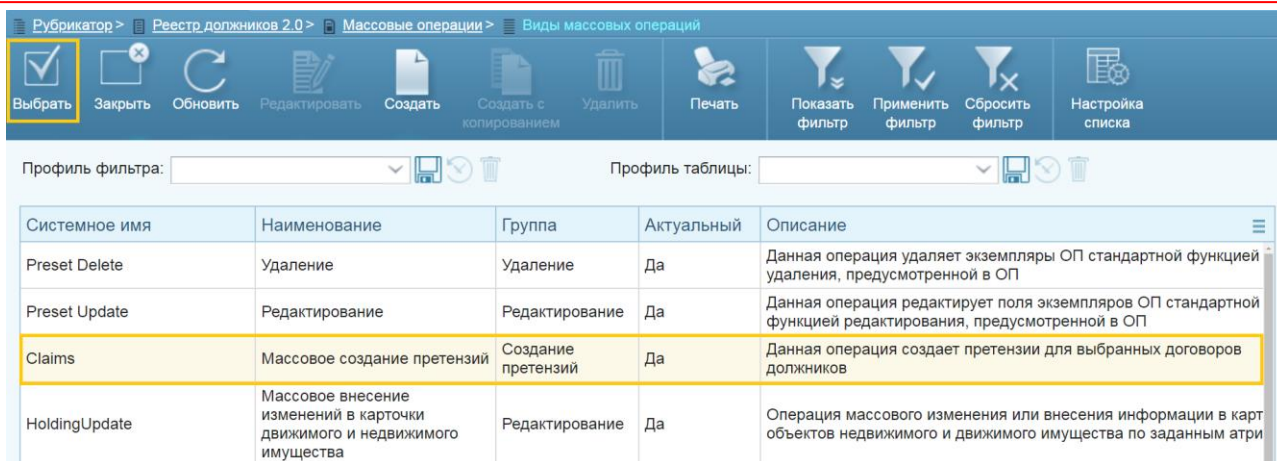 Рубрикатор > Реестр должников 2.0 > Массовые операции > Виды массовых операций
Выбрать Закрыть Обновить Редактировать Создать Создать с копированием Удалить Печать Показать фильтр Применить фильтр Сбросить фильтр Настройка списка
Профиль фильтра: Профиль таблицы:
Системное имя Наименование Группа Актуальный Описание
Preset Delete Удаление Удаление Да Данная операция удаляет экземпляры ОП стандартной функцией
удаления, предусмотренной в ОП
Preset Update Редактирование Редактирование Да Данная операция редактирует поля экземпляров ОП стандартной
функцией редактирования, предусмотренной в ОП
Claims Массовое создание претензий Создание претензий Да Данная операция создает претензии для выбранных договоров
должников
HoldingUpdate Массовое внесение
изменений в карточки
движимого и недвижимого
имущества
Редактирование Да Операция массового изменения или внесения информации в карт
объектов недвижимого и движимого имущества по заданным атри